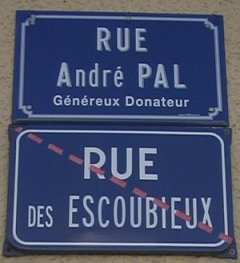 RUE
André PAL
Généreux Donateur
RUE
DES ESCOUBIEUX